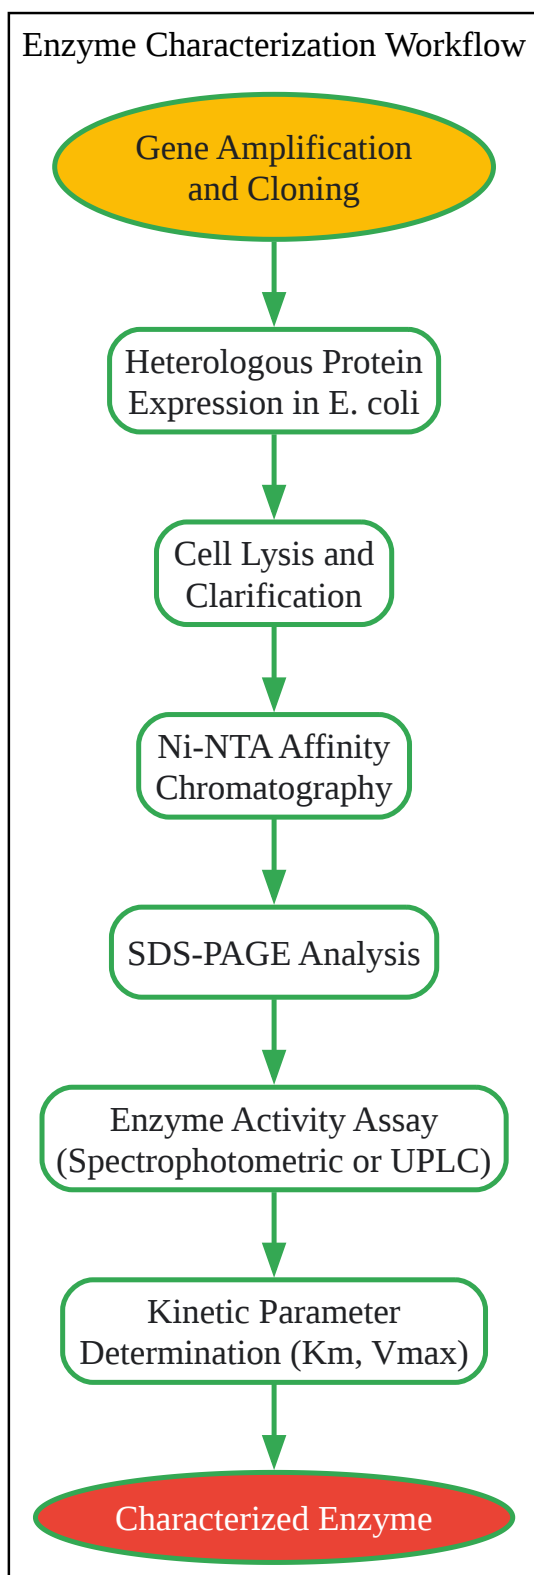 Enzyme Characterization Workflow
Gene Amplification
and Cloning
Heterologous Protein
Expression in E. coli
Cell Lysis and
Clarification
Ni-NTA Affinity
Chromatography
SDS-PAGE Analysis
Enzyme Activity Assay
(Spectrophotometric or UPLC)
Kinetic Parameter
Determination (Km, Vmax)
Characterized Enzyme